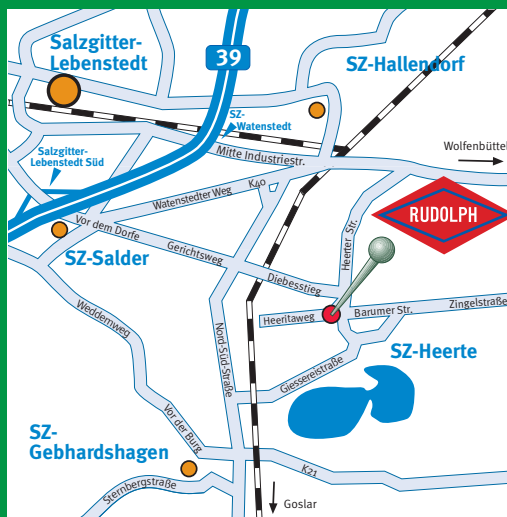 Salzgitter-
Lebenstedt
39
SZ-Hallendorf
SZ-
Watenstedt
Salzgitter-
Lebenstedt Süd
Mitte Industriestr.
Wolfenbüttel
K40
Watenstedter Weg
RUDOLPH
Vor dem Dorfe
Gerichtsweg
Heerter Str.
SZ-Salder
Diebesstieg
Heeritaweg
Barumer Str.
Zingelstraße
Weddemweg
Nord-Süd-Straße
SZ-Heerte
Giessereistraße
Vor der Burg
SZ-
Gebhardshagen
K21
Sternbergstraße
Goslar